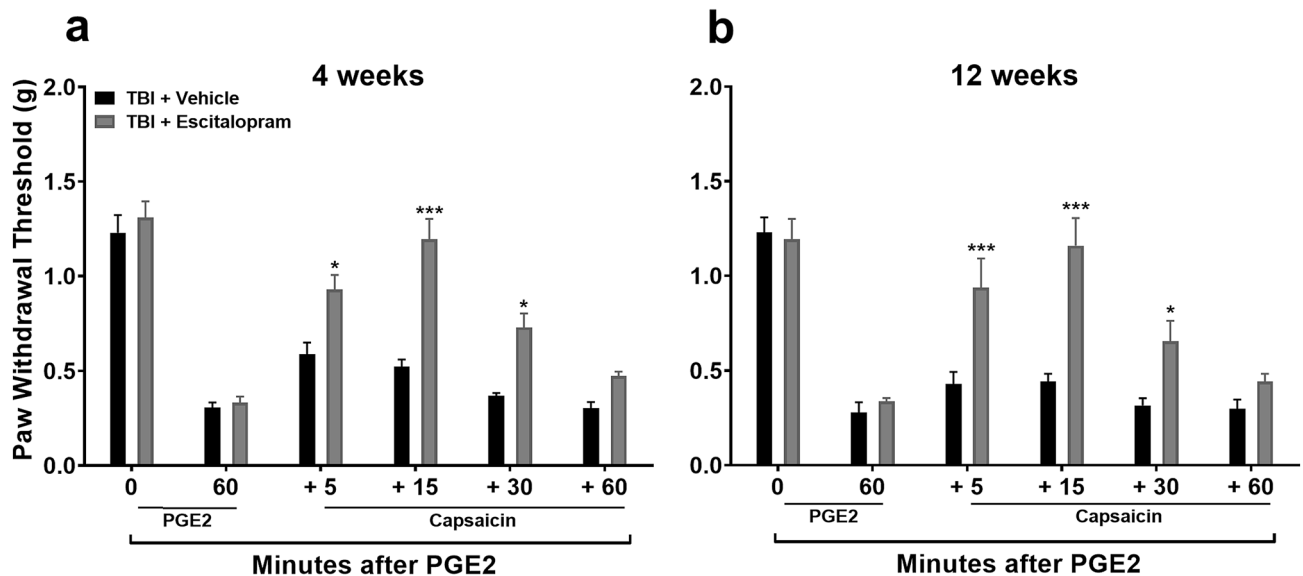 a
4 weeks
Paw Withdrawal Threshold (g)
2.0
1.5
1.0
0.5
0.0
TBI + Vehicle
TBI + Escitalopram
*
***
*
0 60 + 5 + 15 + 30 + 60
PGE2 Capsaicin
Minutes after PGE2
b
12 weeks
2.0
1.5
1.0
0.5
0.0
***
***
*
0 60 + 5 + 15 + 30 + 60
PGE2 Capsaicin
Minutes after PGE2